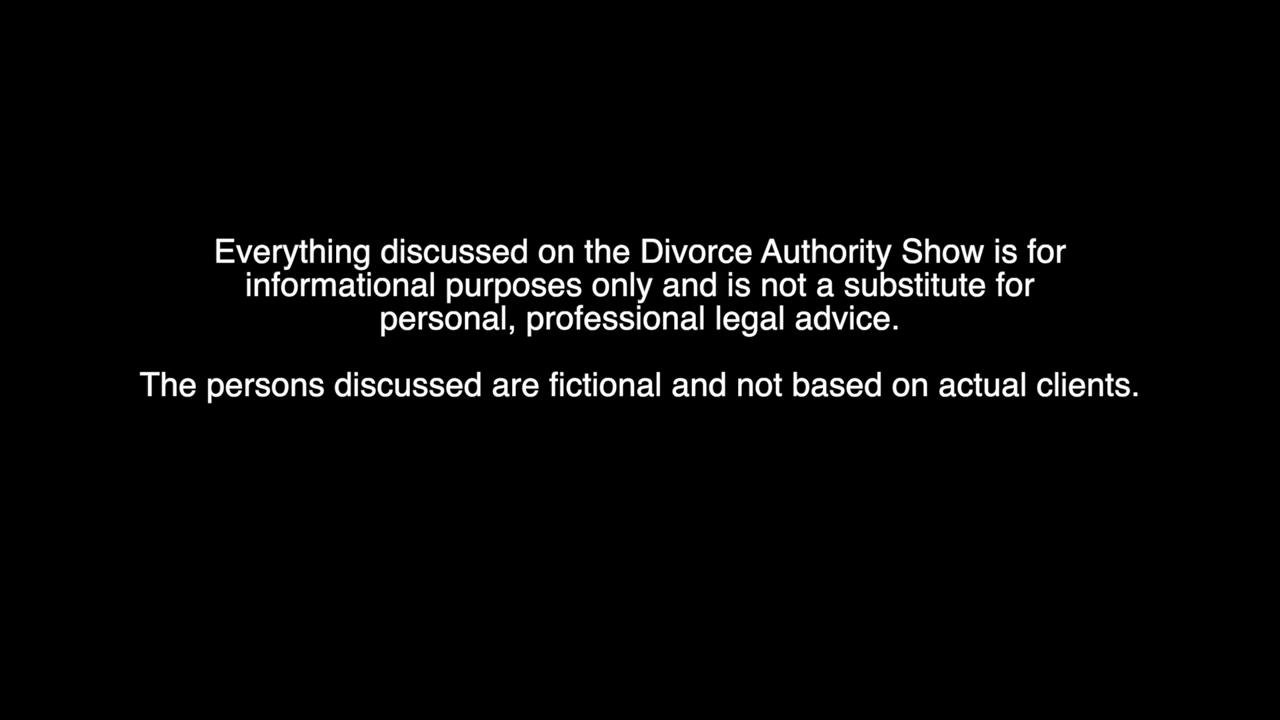 Everything discussed on the Divorce Authority Show is for
informational purposes only and is not a substitute for
personal, professional legal advice.
The persons discussed are fictional and not based on actual clients.